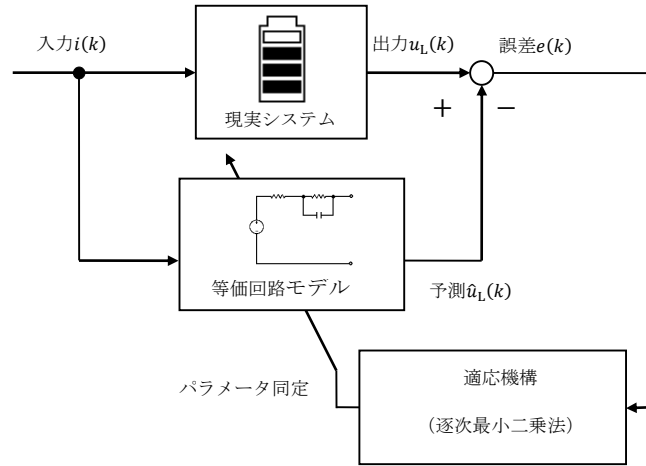 入力i(k)
出力u_L(k)
誤差e(k)
現実システム
+
−
等価回路モデル
予測û_L(k)
パラメータ同定
適応機構
(逐次最小二乗法)